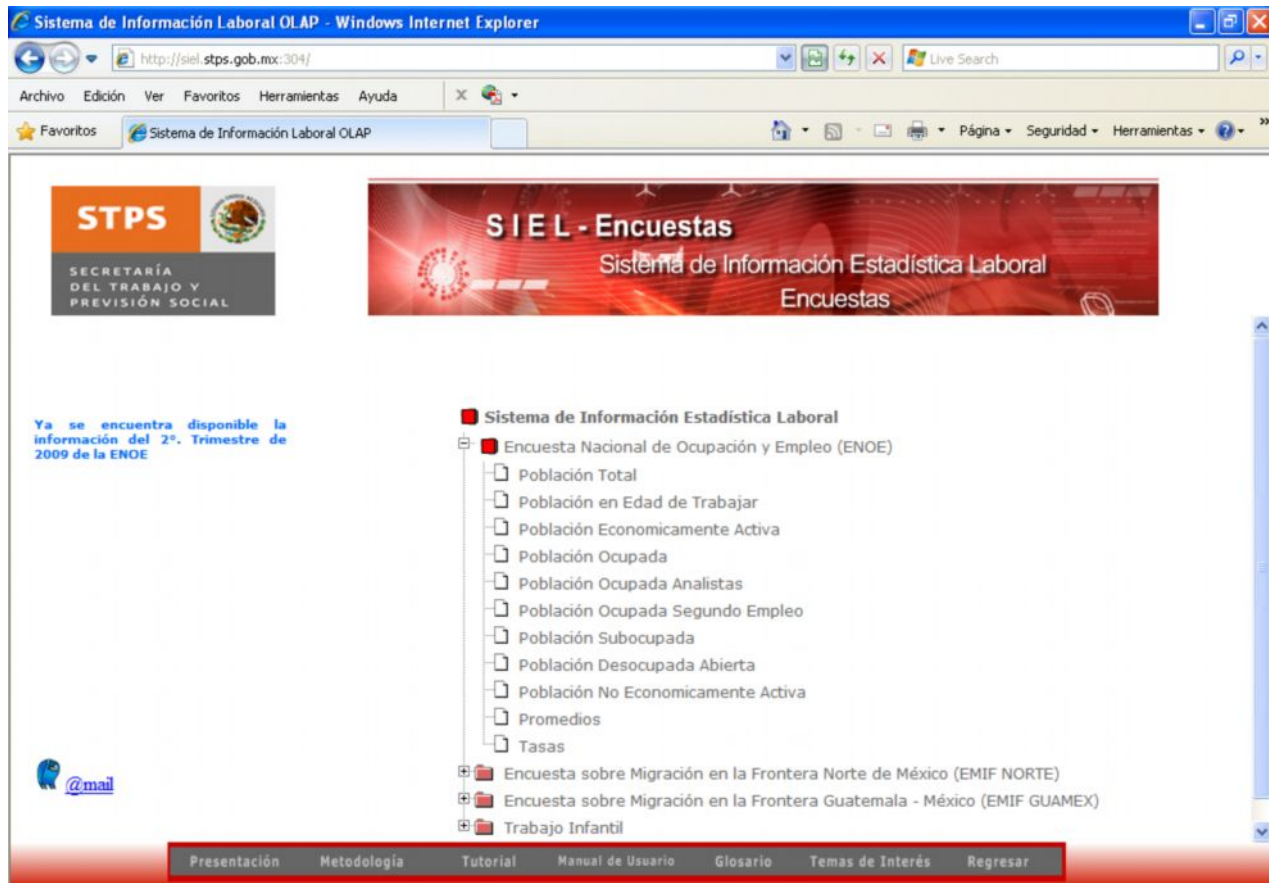 Sistema de Información Laboral OLAP - Windows Internet Explorer
http://siel.stps.gob.mx:304/
Live Search
Archivo Edición Ver Favoritos Herramientas Ayuda
Favoritos Sistema de Información Laboral OLAP Página Seguridad Herramientas
STPS
SECRETARÍA
DEL TRABAJO Y
PREVISIÓN SOCIAL
S I E L - Encuestas
Sistema de Información Estadística Laboral
Encuestas
Ya se encuentra disponible la
información del 2º. Trimestre de
2009 de la ENOE
@mail
Sistema de Información Estadística Laboral
Encuesta Nacional de Ocupación y Empleo (ENOE)
Población Total
Población en Edad de Trabajar
Población Economicamente Activa
Población Ocupada
Población Ocupada Analistas
Población Ocupada Segundo Empleo
Población Subocupada
Población Desocupada Abierta
Población No Economicamente Activa
Promedios
Tasas
Encuesta sobre Migración en la Frontera Norte de México (EMIF NORTE)
Encuesta sobre Migración en la Frontera Guatemala - México (EMIF GUAMEX)
Trabajo Infantil
Presentación Metodología Tutorial Manual de Usuario Glosario Temas de Interés Regresar